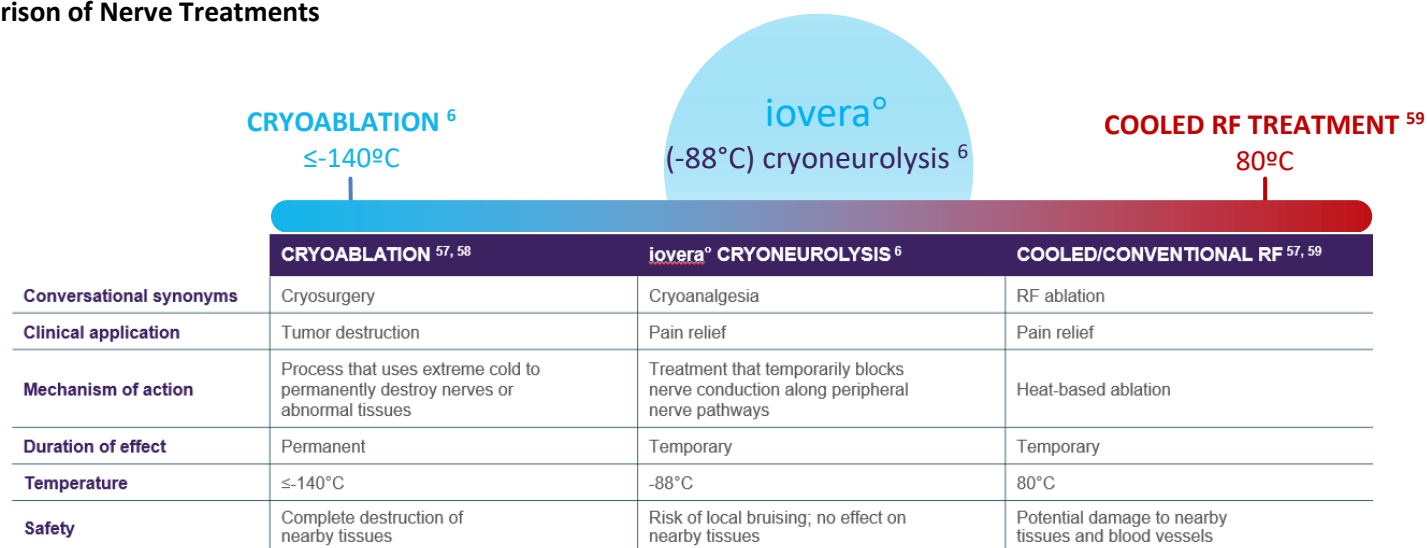 rison of Nerve Treatments
iovera°
(-88°C) cryoneurolysis 6
CRYOABLATION 6
≤-140ºC
COOLED RF TREATMENT 59
80ºC
CRYOABLATION 57, 58
iovera° CRYONEUROLYSIS 6
COOLED/CONVENTIONAL RF 57, 59
Conversational synonyms
Cryosurgery
Cryoanalgesia
RF ablation
Clinical application
Tumor destruction
Pain relief
Pain relief
Mechanism of action
Process that uses extreme cold to
permanently destroy nerves or
abnormal tissues
Treatment that temporarily blocks
nerve conduction along peripheral
nerve pathways
Heat-based ablation
Duration of effect
Permanent
Temporary
Temporary
Temperature
≤-140°C
-88°C
80°C
Safety
Complete destruction of
nearby tissues
Risk of local bruising; no effect on
nearby tissues
Potential damage to nearby
tissues and blood vessels